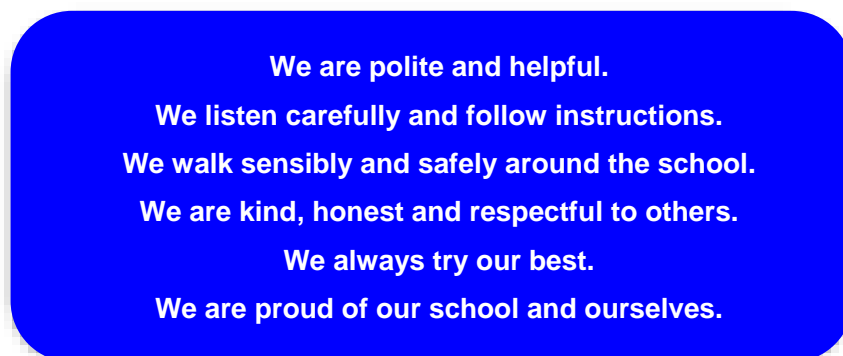 We are polite and helpful.
We listen carefully and follow instructions.
We walk sensibly and safely around the school.
We are kind, honest and respectful to others.
We always try our best.
We are proud of our school and ourselves.